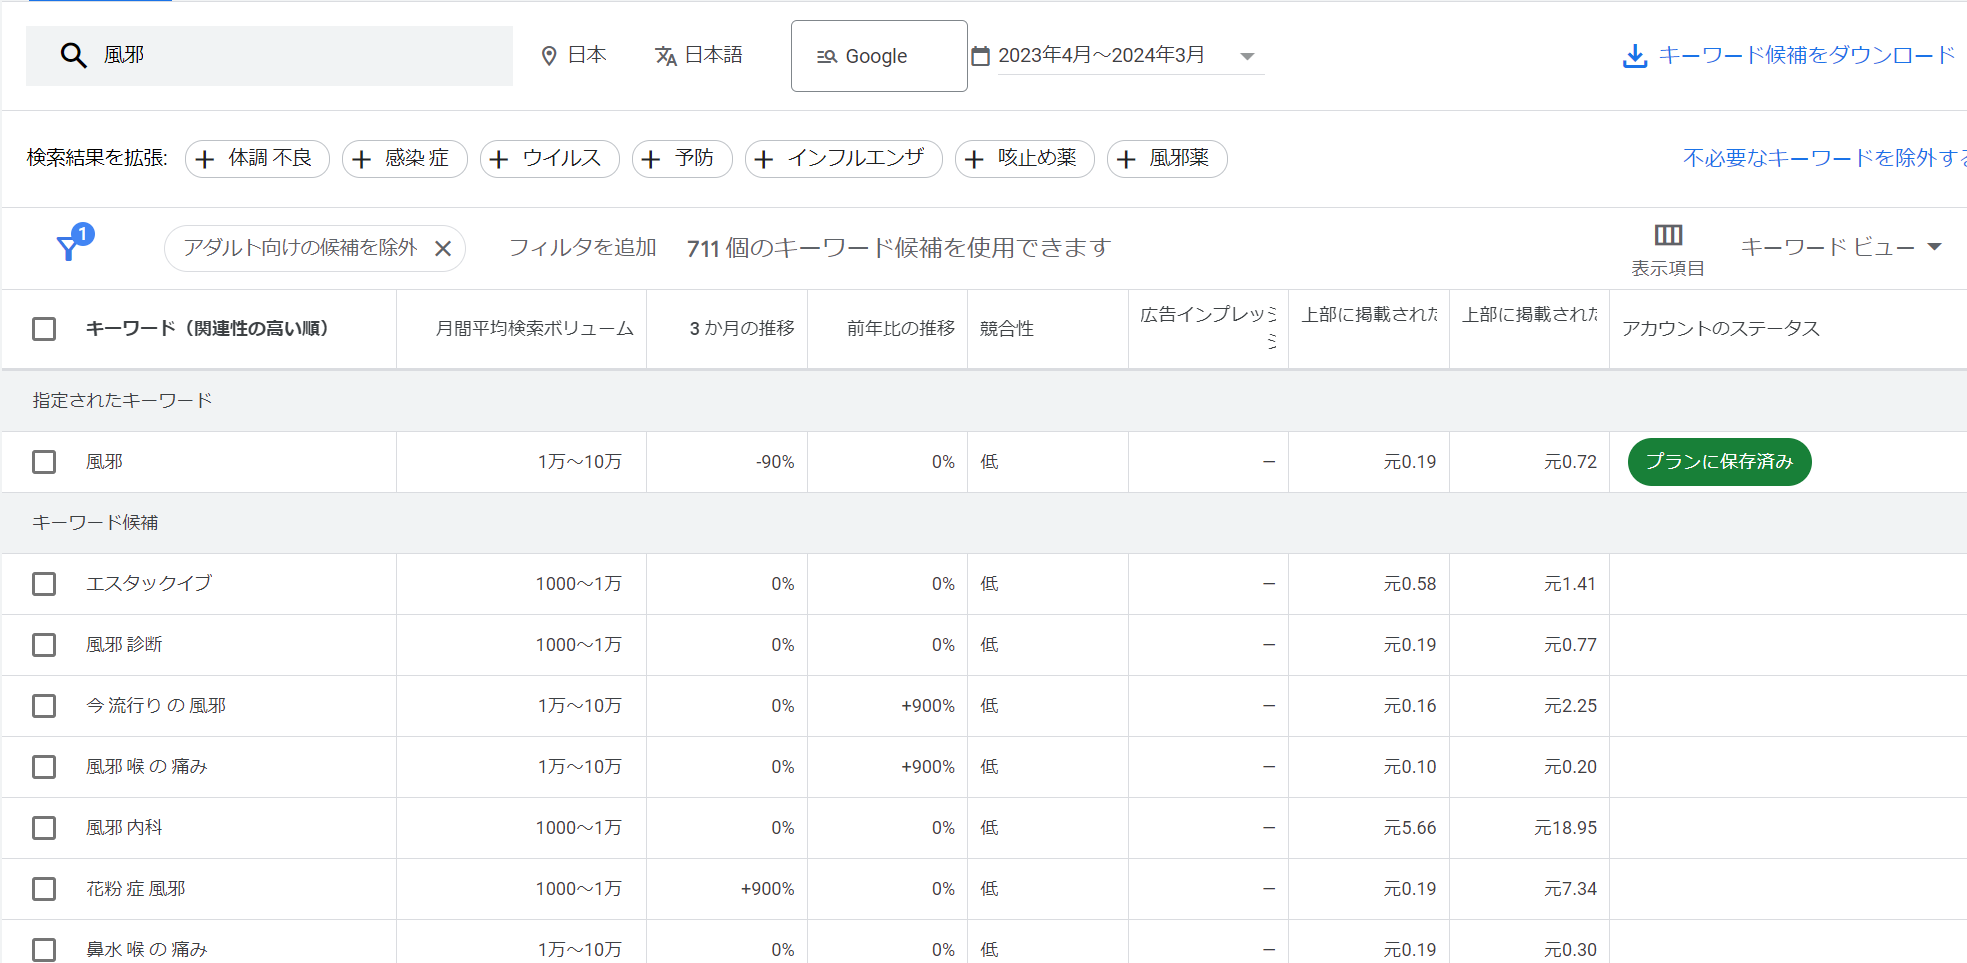 風邪
日本
日本語
Google
2023年4月～2024年3月
キーワード候補をダウンロード
検索結果を拡張:
体調 不良
感染 症
ウイルス
予防
インフルエンザ
咳止め薬
風邪薬
不必要なキーワードを除外する
1
アダルト向けの候補を除外
フィルタを追加
711 個のキーワード候補を使用できます
表示項目
キーワード ビュー
キーワード（関連性の高い順）
月間平均検索ボリューム
3 か月の推移
前年比の推移
競合性
広告インプレッシ
シ
上部に掲載された
上部に掲載された
アカウントのステータス
指定されたキーワード
風邪 1万～10万 -90% 0% 低 – 元0.19 元0.72 プランに保存済み
キーワード候補
エスタックイブ 1000～1万 0% 0% 低 – 元0.58 元1.41
風邪 診断 1000～1万 0% 0% 低 – 元0.19 元0.77
今 流行り の 風邪 1万～10万 0% +900% 低 – 元0.16 元2.25
風邪 喉 の 痛み 1万～10万 0% +900% 低 – 元0.10 元0.20
風邪 内科 1000～1万 0% 0% 低 – 元5.66 元18.95
花粉 症 風邪 1000～1万 +900% 0% 低 – 元0.19 元7.34
鼻水 喉 の 痛み 1万～10万 0% 0% 低 – 元0.19 元0.30